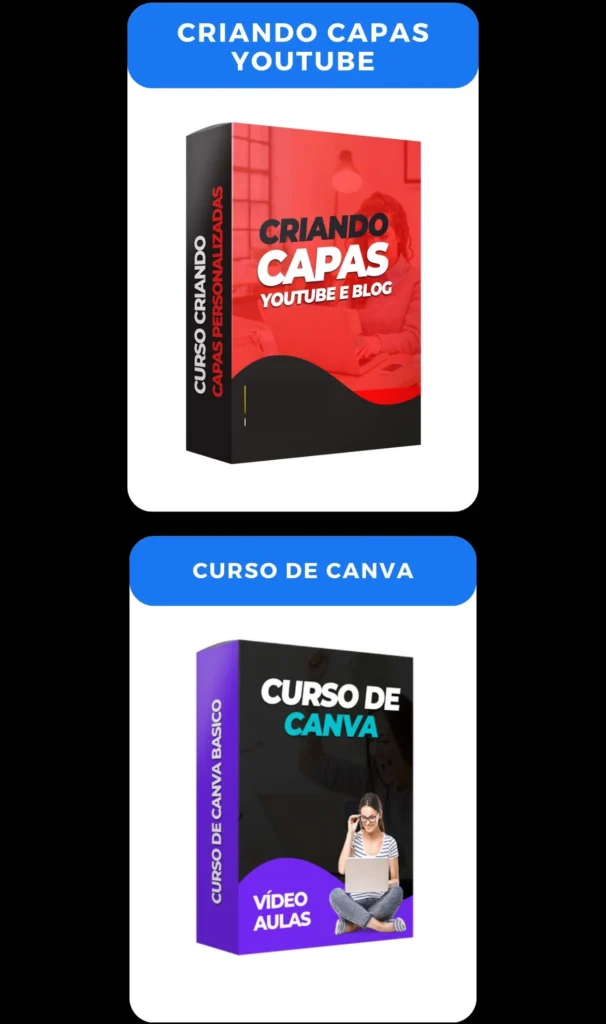 CRIANDO CAPAS
YOUTUBE
CURSO CRIANDO
CAPAS PERSONALIZADAS
CRIANDO
CAPAS
YOUTUBE E BLOG
CURSO DE CANVA
CURSO DE CANVA BASICO
CURSO DE
CANVA
VÍDEO
AULAS